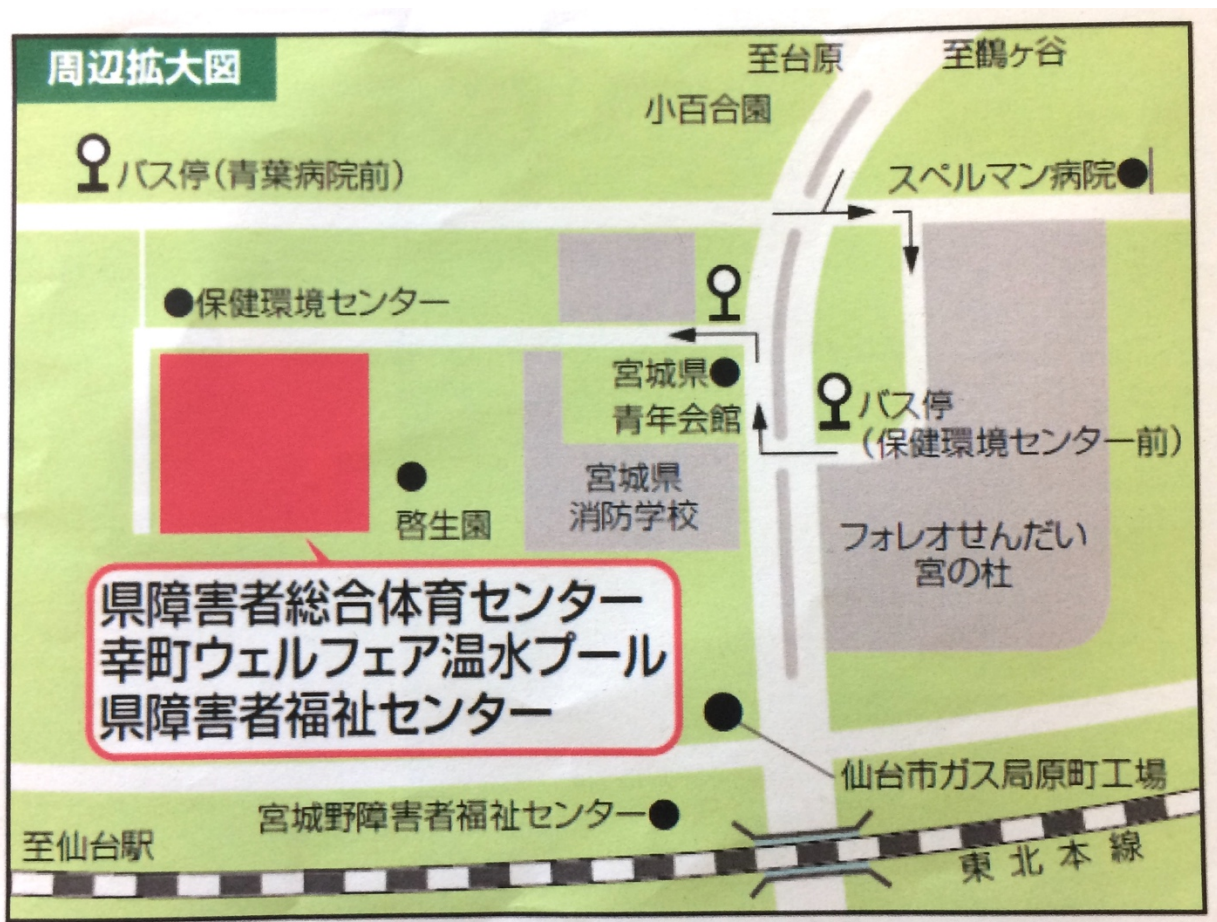 周辺拡大図
至台原
至鶴ヶ谷
小百合園
バス停(青葉病院前)
スペルマン病院
保健環境センター
宮城県
青年会館
バス停
(保健環境センター前)
宮城県
消防学校
啓生園
フォレオせんだい
宮の杜
県障害者総合体育センター
幸町ウェルフェア温水プール
県障害者福祉センター
仙台市ガス局原町工場
宮城野障害者福祉センター
至仙台駅
東北本線